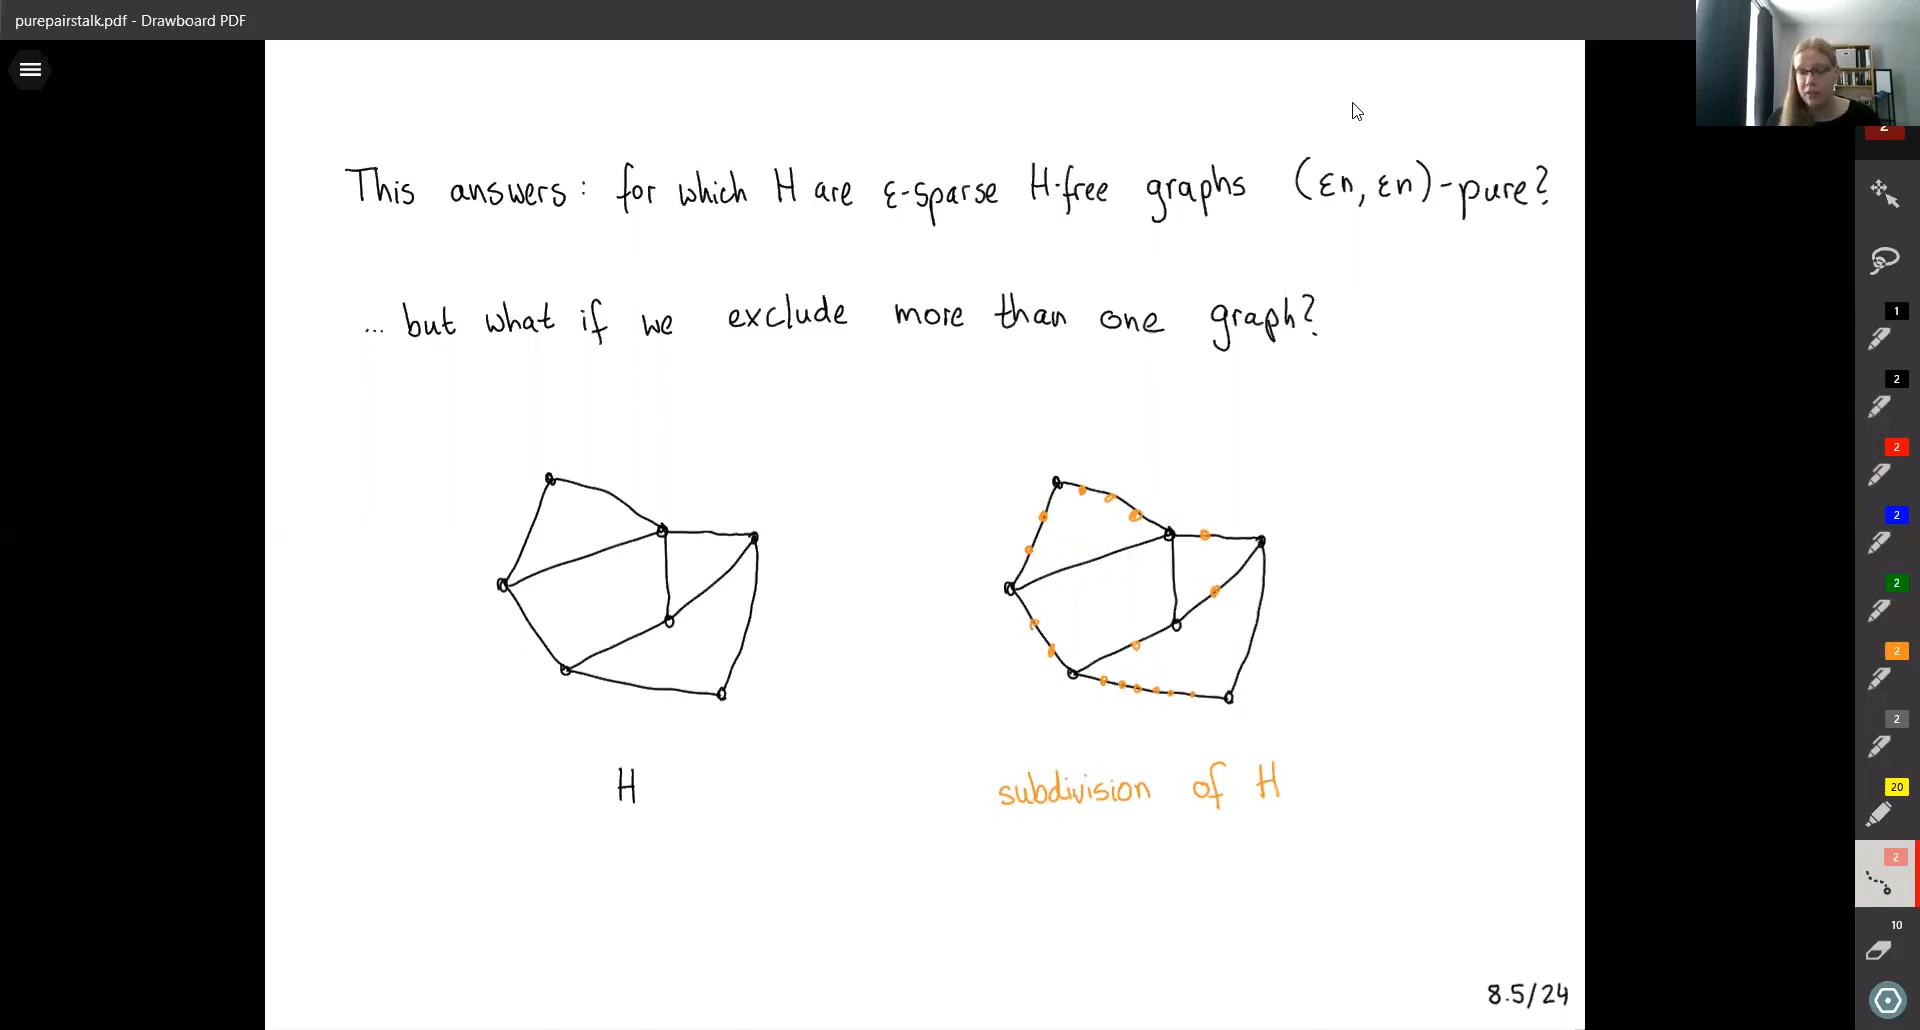 purepairstalk.pdf - Drawboard PDF
This answers: for which H are ε-sparse H-free graphs (εn, εn)-pure?
... but what if we exclude more than one graph?
H
subdivision of H
8.5/24
2
1
2
2
2
2
2
2
20
2
10